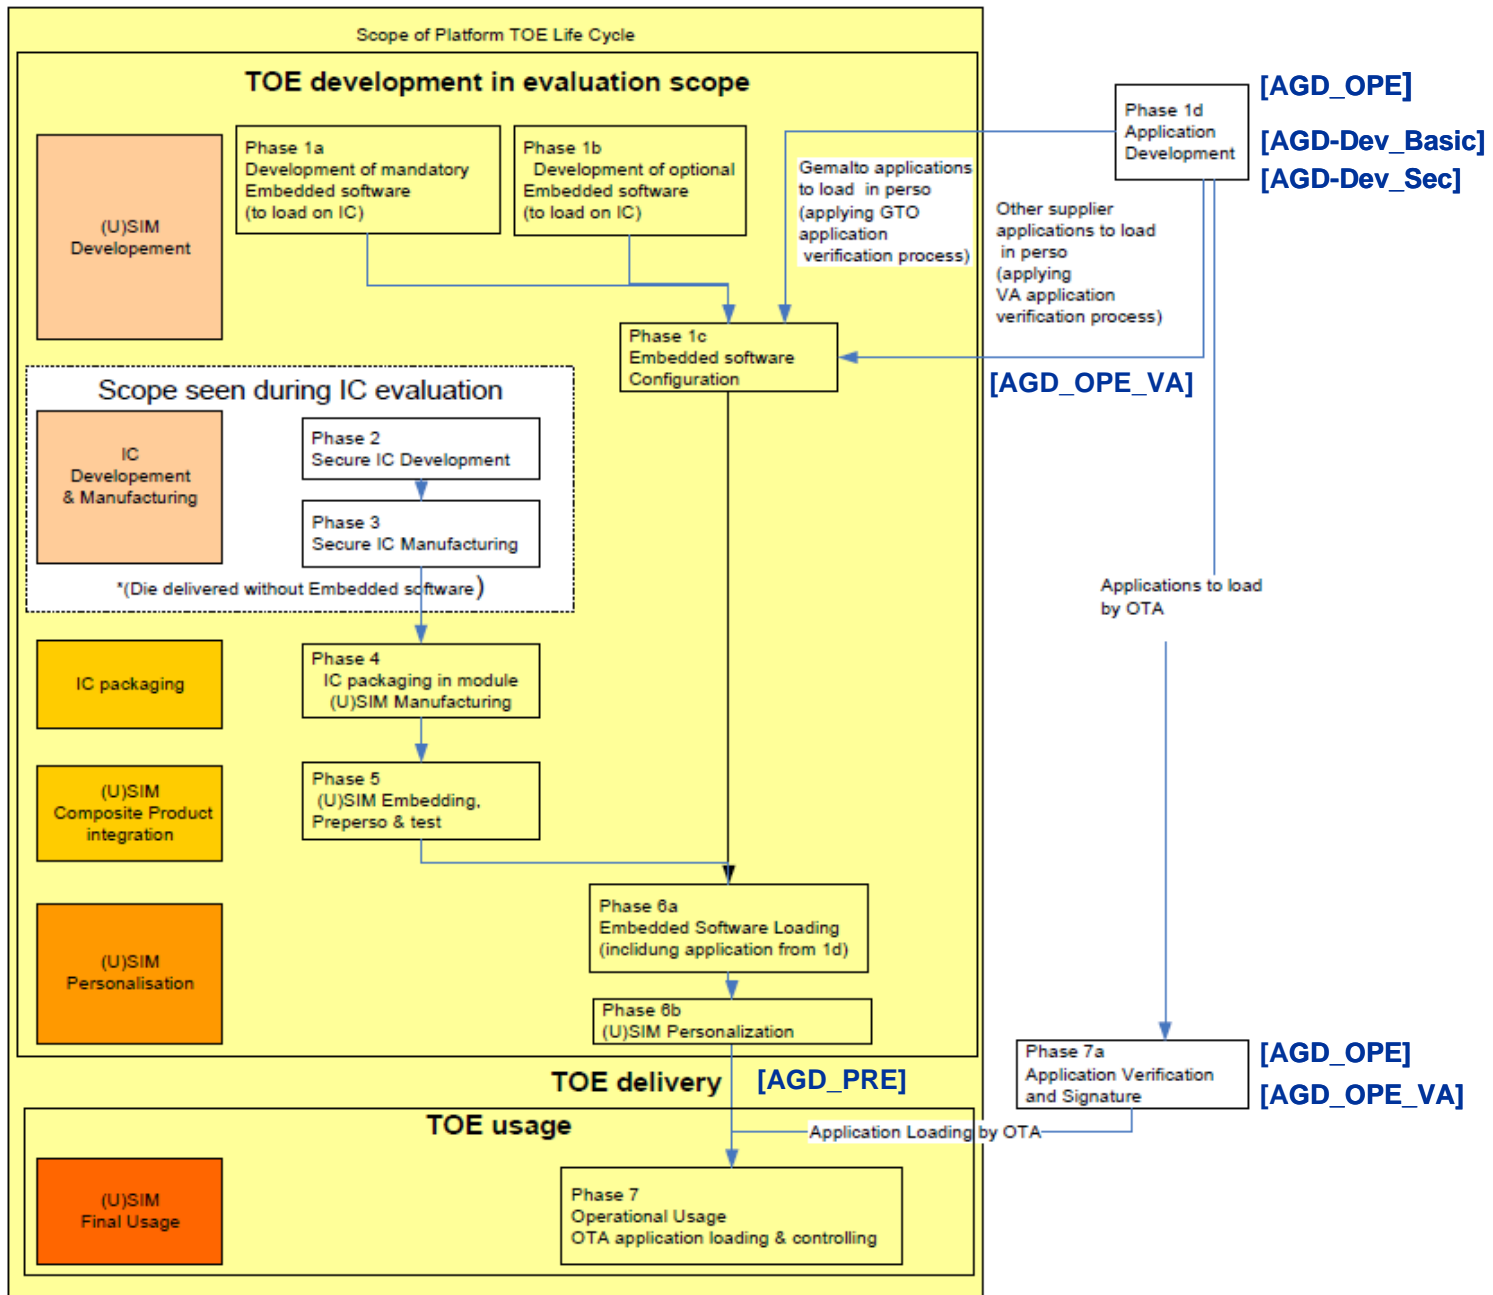 Scope of Platform TOE Life Cycle
TOE development in evaluation scope
(U)SIM
Developement
Phase 1a
Development of mandatory
Embedded software
(to load on IC)
Phase 1b
Development of optional
Embedded software
(to load on IC)
Gemalto applications
to load in perso
(applying GTO
application
verification process)
Phase 1d
Application
Development
[AGD_OPE]
[AGD-Dev_Basic]
[AGD-Dev_Sec]
Other supplier
applications to load
in perso
(applying
VA application
verification process)
Phase 1c
Embedded software
Configuration
[AGD_OPE_VA]
Scope seen during IC evaluation
IC
Developement
& Manufacturing
Phase 2
Secure IC Development
Phase 3
Secure IC Manufacturing
*(Die delivered without Embedded software)
Applications to load
by OTA
IC packaging
Phase 4
IC packaging in module
(U)SIM Manufacturing
(U)SIM
Composite Product
integration
Phase 5
(U)SIM Embedding,
Preperso & test
(U)SIM
Personalisation
Phase 6a
Embedded Software Loading
(inclidung application from 1d)
Phase 6b
(U)SIM Personalization
Phase 7a
Application Verification
and Signature
[AGD_OPE]
[AGD_OPE_VA]
TOE delivery
[AGD_PRE]
TOE usage
Application Loading by OTA
(U)SIM
Final Usage
Phase 7
Operational Usage
OTA application loading & controlling